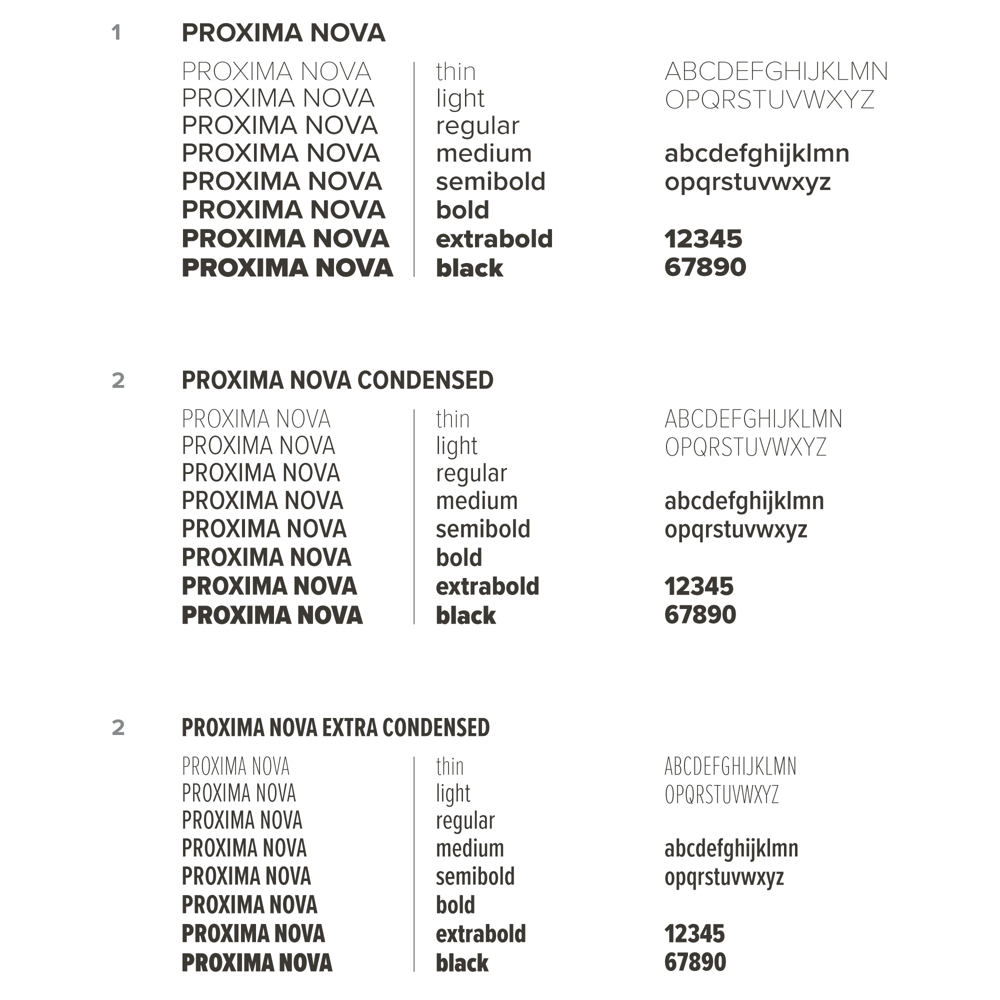 1 PROXIMA NOVA
PROXIMA NOVA thin ABCDEFGHIJKLMN
PROXIMA NOVA light OPQRSTUVWXYZ
PROXIMA NOVA regular
PROXIMA NOVA medium abcdefghijklmn
PROXIMA NOVA semibold opqrstuvwxyz
PROXIMA NOVA bold
PROXIMA NOVA extrabold 12345
PROXIMA NOVA black 67890
2 PROXIMA NOVA CONDENSED
PROXIMA NOVA thin ABCDEFGHIJKLMN
PROXIMA NOVA light OPQRSTUVWXYZ
PROXIMA NOVA regular
PROXIMA NOVA medium abcdefghijklmn
PROXIMA NOVA semibold opqrstuvwxyz
PROXIMA NOVA bold
PROXIMA NOVA extrabold 12345
PROXIMA NOVA black 67890
2 PROXIMA NOVA EXTRA CONDENSED
PROXIMA NOVA thin ABCDEFGHIJKLMN
PROXIMA NOVA light OPQRSTUVWXYZ
PROXIMA NOVA regular
PROXIMA NOVA medium abcdefghijklmn
PROXIMA NOVA semibold opqrstuvwxyz
PROXIMA NOVA bold
PROXIMA NOVA extrabold 12345
PROXIMA NOVA black 67890